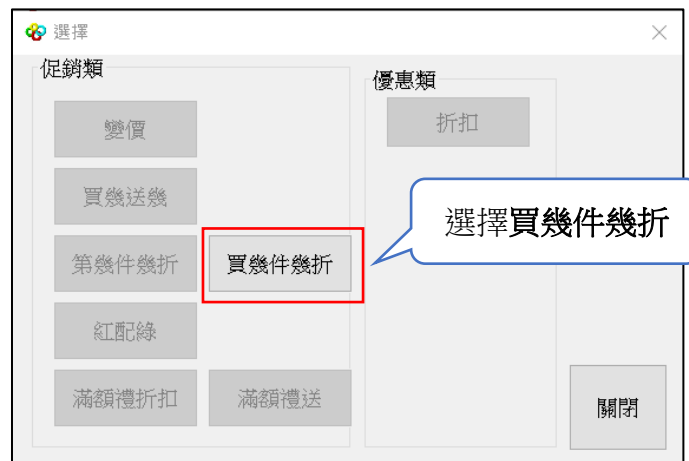 選擇
促銷類
優惠類
變價
折扣
買幾送幾
選擇買幾件幾折
第幾件幾折
買幾件幾折
紅配綠
滿額禮折扣
滿額禮送
關閉